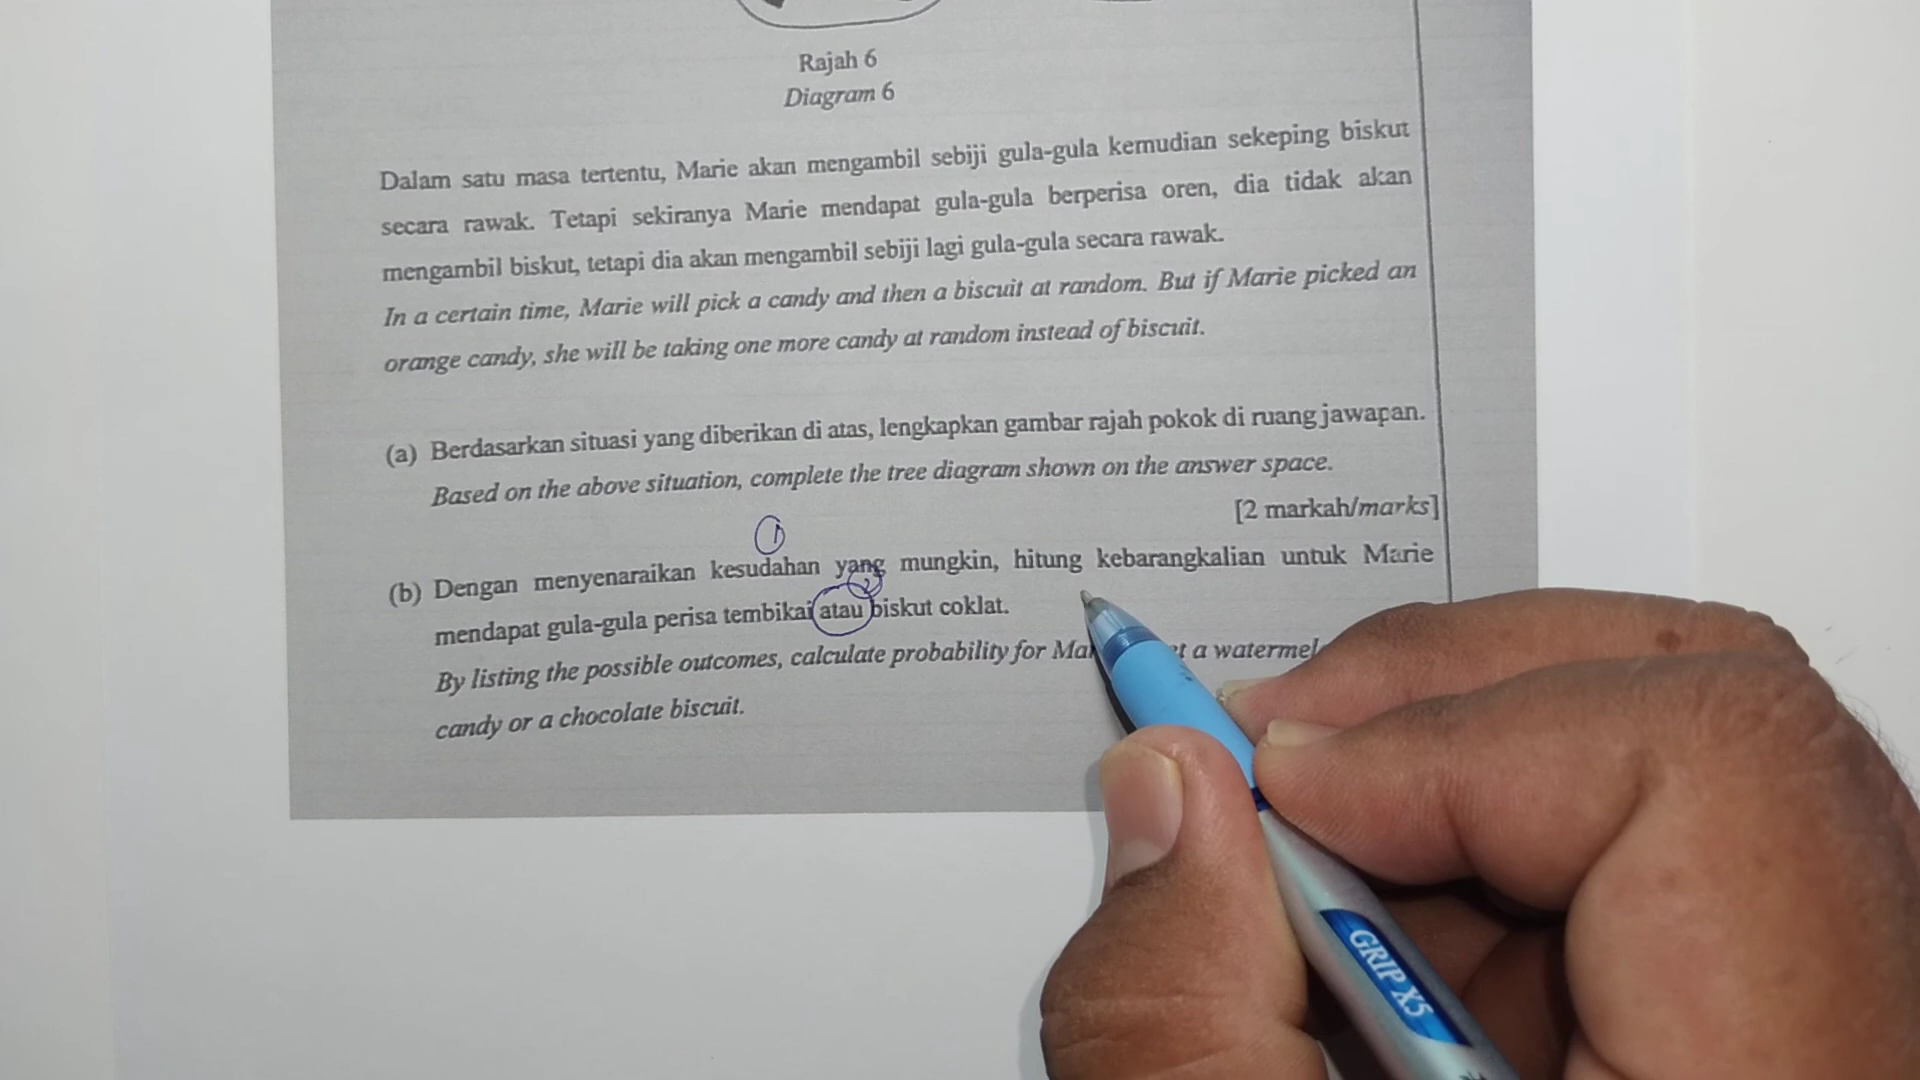 Rajah 6
Diagram 6
Dalam satu masa tertentu, Marie akan mengambil sebiji gula-gula kemudian sekeping biskut
secara rawak. Tetapi sekiranya Marie mendapat gula-gula berperisa oren, dia tidak akan
mengambil biskut, tetapi dia akan mengambil sebiji lagi gula-gula secara rawak.
In a certain time, Marie will pick a candy and then a biscuit at random. But if Marie picked an
orange candy, she will be taking one more candy at random instead of biscuit.
(a) Berdasarkan situasi yang diberikan di atas, lengkapkan gambar rajah pokok di ruang jawapan.
Based on the above situation, complete the tree diagram shown on the answer space.
[2 markah/marks]
1
(b) Dengan menyenaraikan kesudahan yang mungkin, hitung kebarangkalian untuk Marie
2
mendapat gula-gula perisa tembikai atau biskut coklat.
By listing the possible outcomes, calculate probability for a
candy or a chocolate biscuit.
GRIP X5